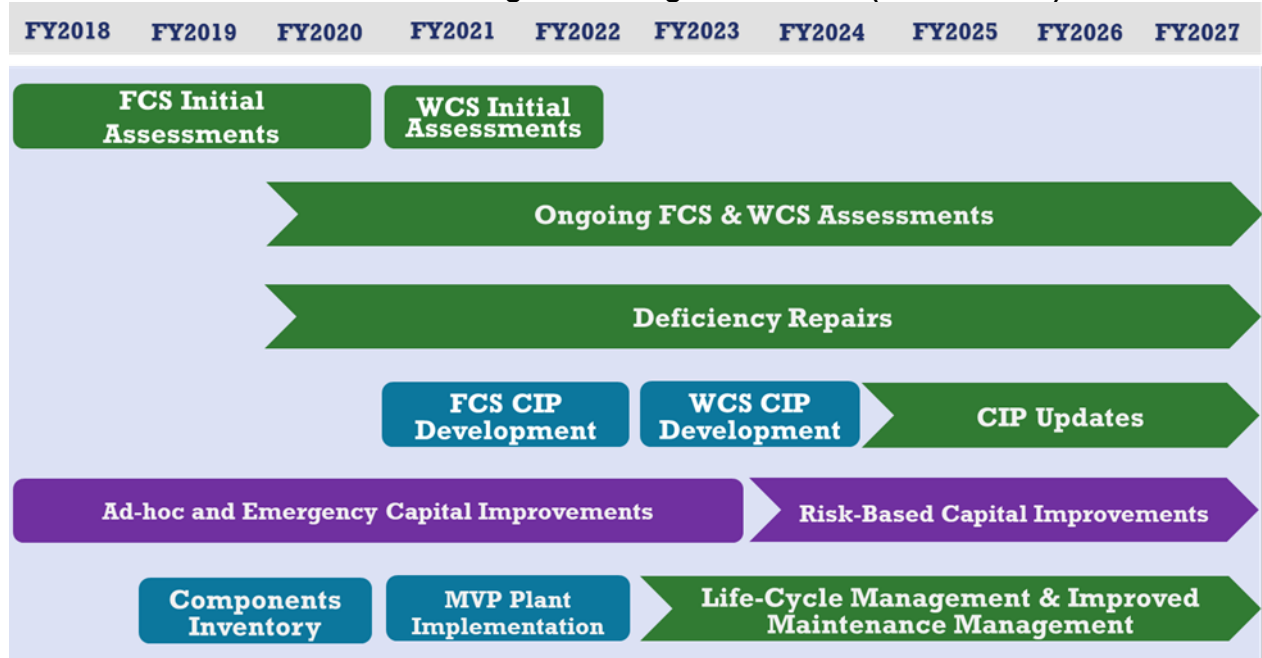 FY2018 FY2019 FY2020 FY2021 FY2022 FY2023 FY2024 FY2025 FY2026 FY2027
FCS Initial
Assessments
WCS Initial
Assessments
Ongoing FCS & WCS Assessments
Deficiency Repairs
FCS CIP
Development
WCS CIP
Development
CIP Updates
Ad-hoc and Emergency Capital Improvements
Risk-Based Capital Improvements
Components
Inventory
MVP Plant
Implementation
Life-Cycle Management & Improved
Maintenance Management